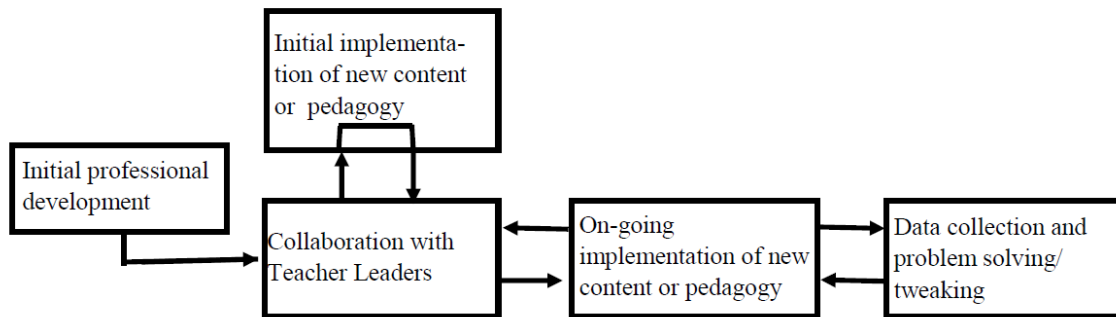 Initial implementa-
tion of new content
or pedagogy
Initial professional
development
Collaboration with
Teacher Leaders
On-going
implementation of new
content or pedagogy
Data collection and
problem solving/
tweaking